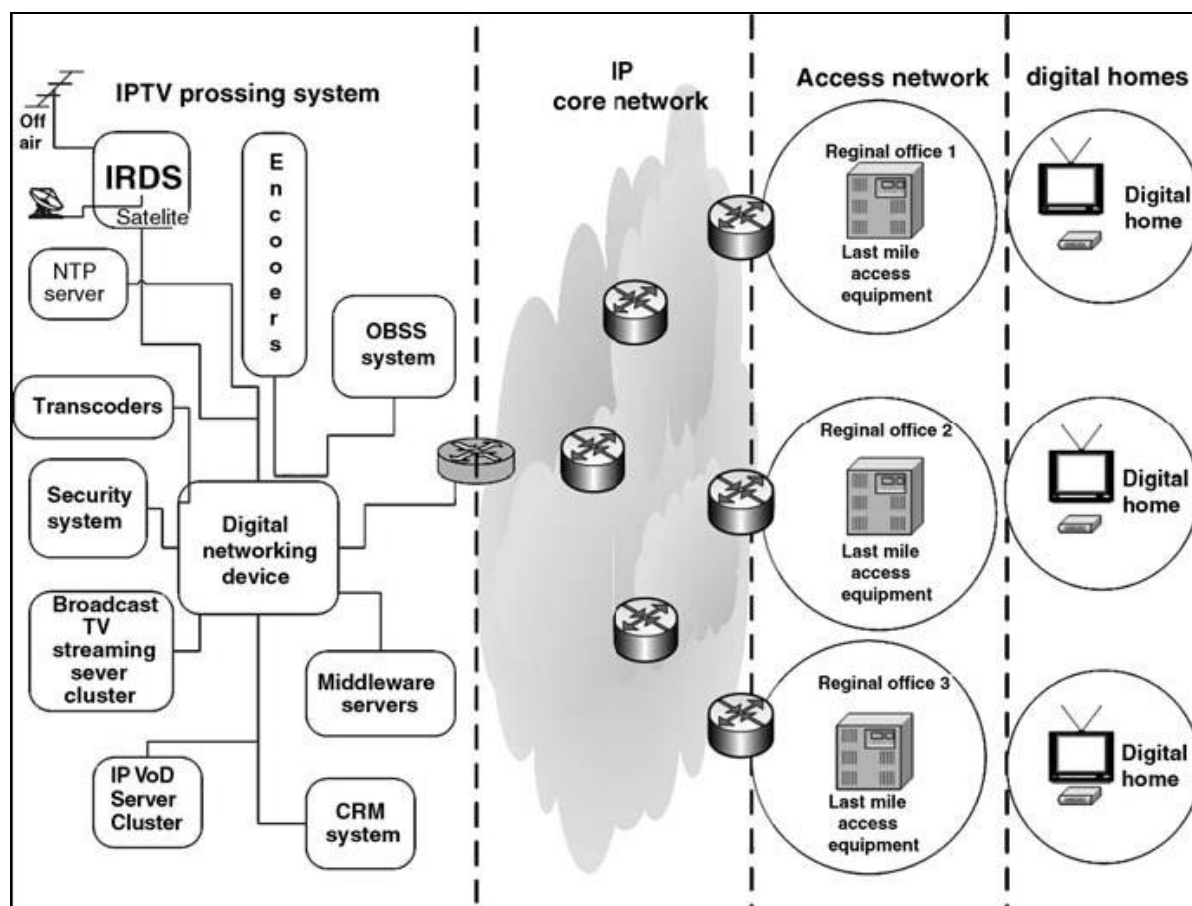 IPTV prossing system
Off
air
IRDS
Satelite
NTP
server
Encooers
OBSS
system
Transcoders
Security
system
Digital
networking
device
Broadcast
TV
streaming
sever
cluster
Middleware
servers
IP VoD
Server
Cluster
CRM
system
IP
core network
Access network
Reginal office 1
Last mile
access
equipment
Reginal office 2
Last mile
access
equipment
Reginal office 3
Last mile
access
equipment
digital homes
Digital
home
Digital
home
Digital
home